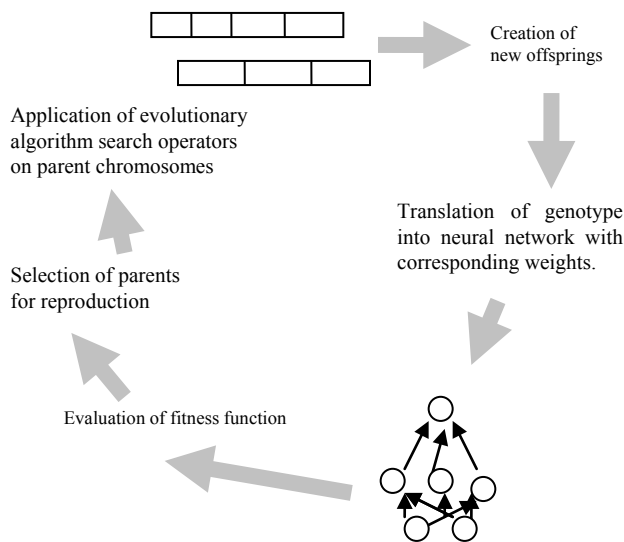 Creation of
new offsprings
Application of evolutionary
algorithm search operators
on parent chromosomes
Translation of genotype
into neural network with
corresponding weights.
Selection of parents
for reproduction
Evaluation of fitness function